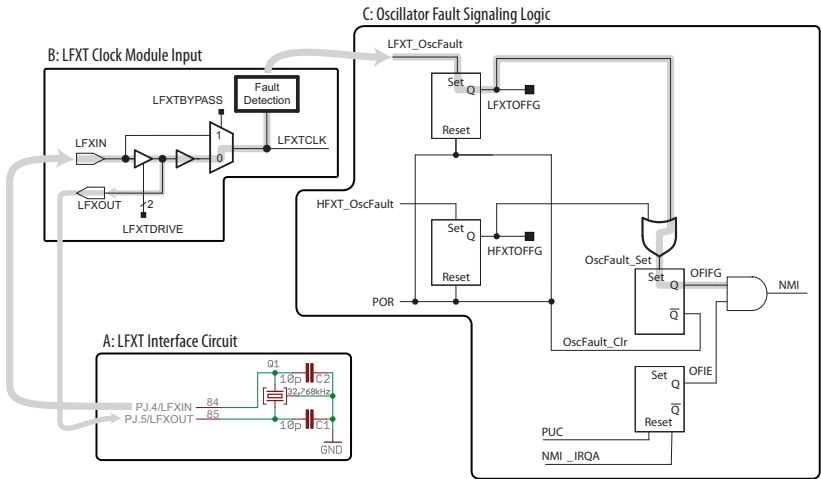 C: Oscillator Fault Signaling Logic
LFXT_OscFault
B: LFXT Clock Module Input
Fault
Detection
LFXTBYPASS
Set
Q
LFXTOFFG
Reset
LFXIN
1
0
LFXTCLK
LFXOUT
2
LFXTDRIVE
HFXT_OscFault
Set
Q
HFXTOFFG
Reset
OscFault_Set
Set
Q
OFIFG
NMI
Q
POR
OscFault_Clr
A: LFXT Interface Circuit
Q1
10p C2
32.768kHz
PJ.4/LFXIN 84
PJ.5/LFXOUT 85
10p C1
GND
OFIE
Set
Q
Q
Reset
PUC
NMI _IRQA